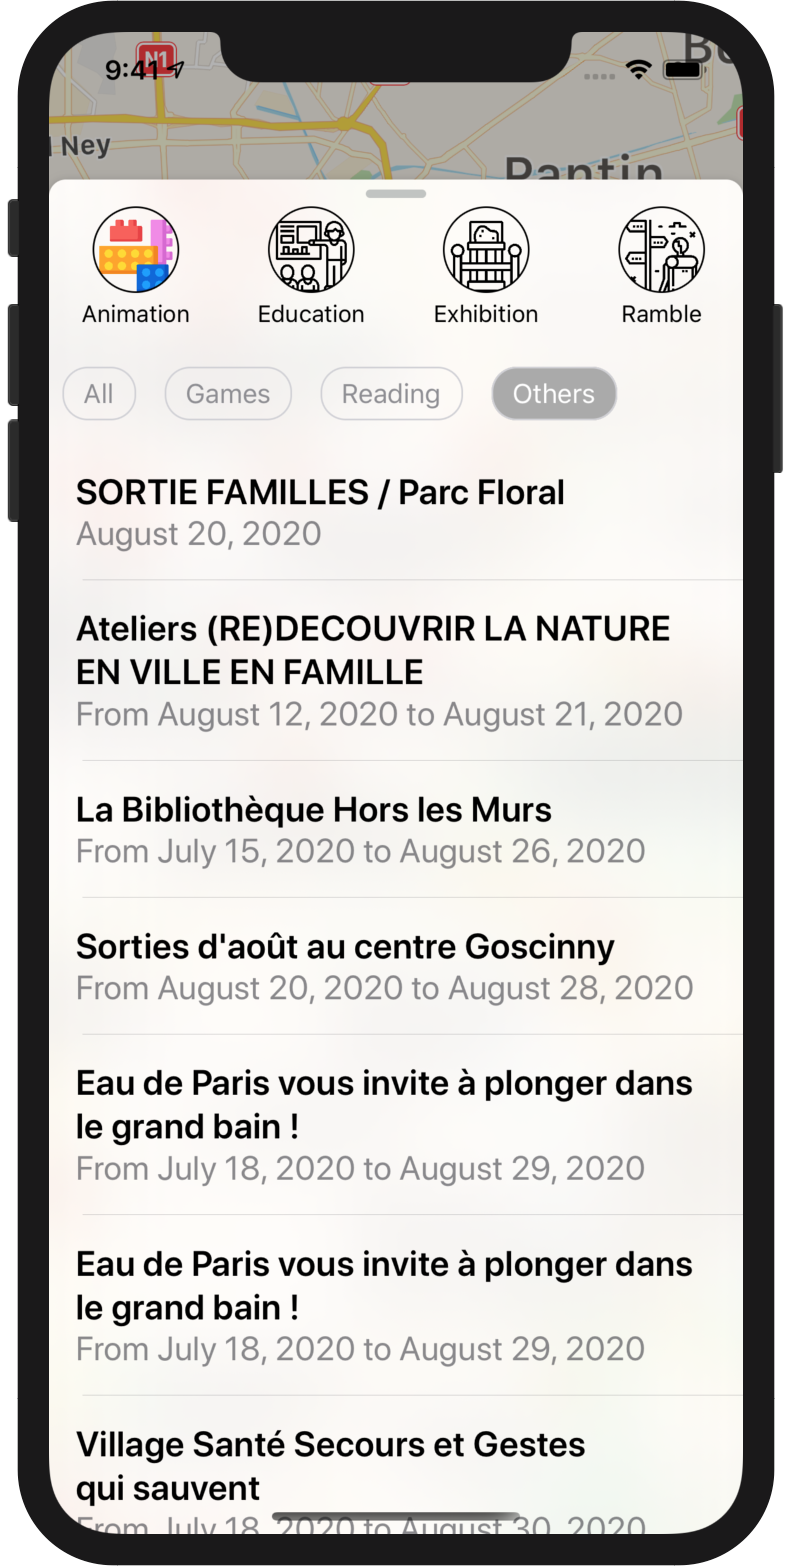 N1
9:41
Ney
Pantin
Animation Education Exhibition Ramble
All Games Reading Others
SORTIE FAMILLES / Parc Floral
August 20, 2020
Ateliers (RE)DECOUVRIR LA NATURE
EN VILLE EN FAMILLE
From August 12, 2020 to August 21, 2020
La Bibliothèque Hors les Murs
From July 15, 2020 to August 26, 2020
Sorties d'août au centre Goscinny
From August 20, 2020 to August 28, 2020
Eau de Paris vous invite à plonger dans
le grand bain !
From July 18, 2020 to August 29, 2020
Eau de Paris vous invite à plonger dans
le grand bain !
From July 18, 2020 to August 29, 2020
Village Santé Secours et Gestes
qui sauvent
From July 18, 2020 to August 30, 2020